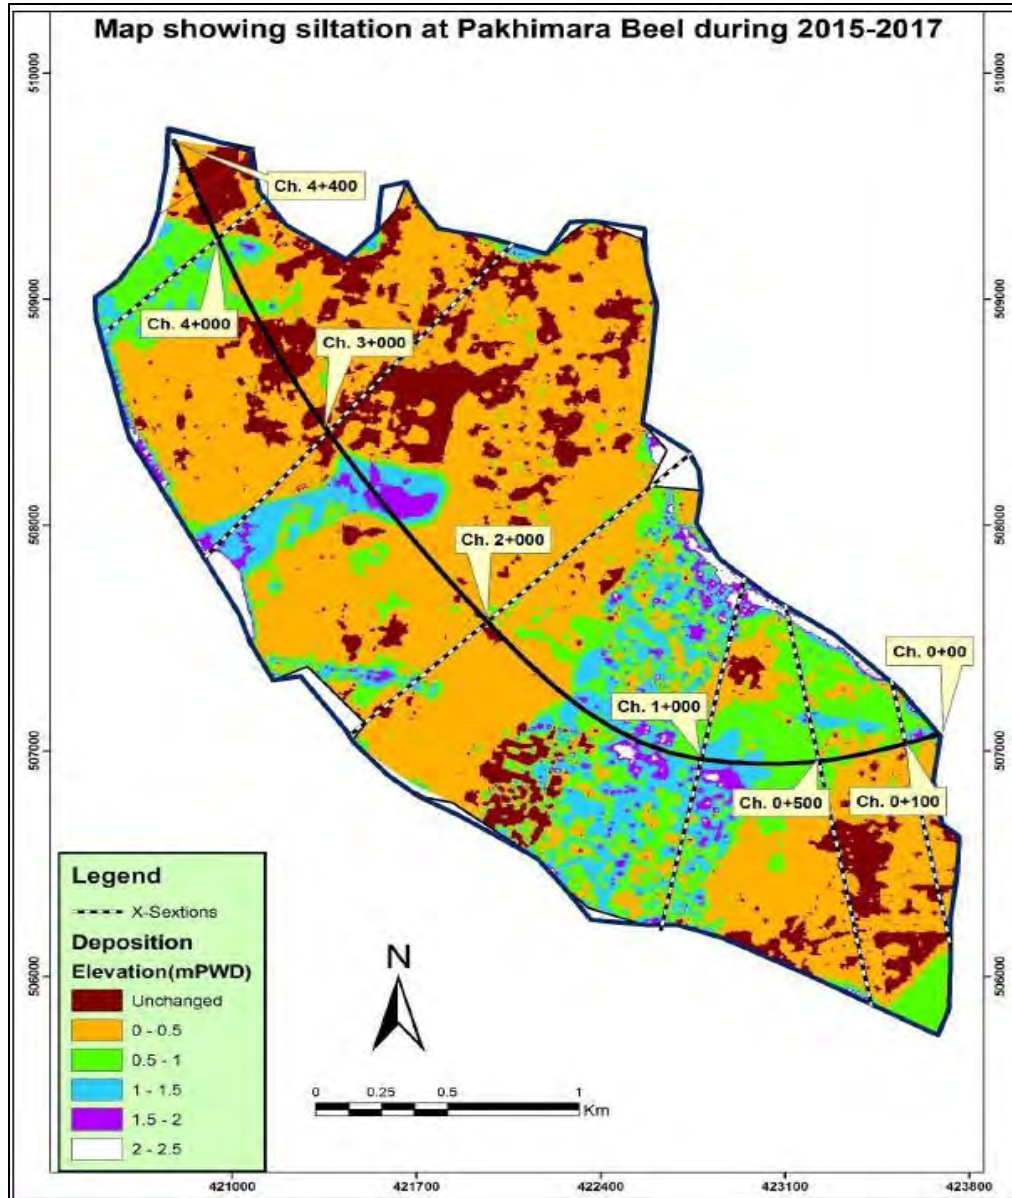 Map showing siltation at Pakhimara Beel during 2015-2017
510000
510000
Ch. 4+400
509000
Ch. 4+000
Ch. 3+000
509000
508000
Ch. 2+000
508000
Ch. 0+00
Ch. 1+000
507000
507000
Ch. 0+500
Ch. 0+100
Legend
X-Sextions
Deposition
Elevation(mPWD)
Unchanged
0 - 0.5
0.5 - 1
1 - 1.5
1.5 - 2
2 - 2.5
N
0 0.25 0.5 1
Km
506000
506000
421000 421700 422400 423100 423800